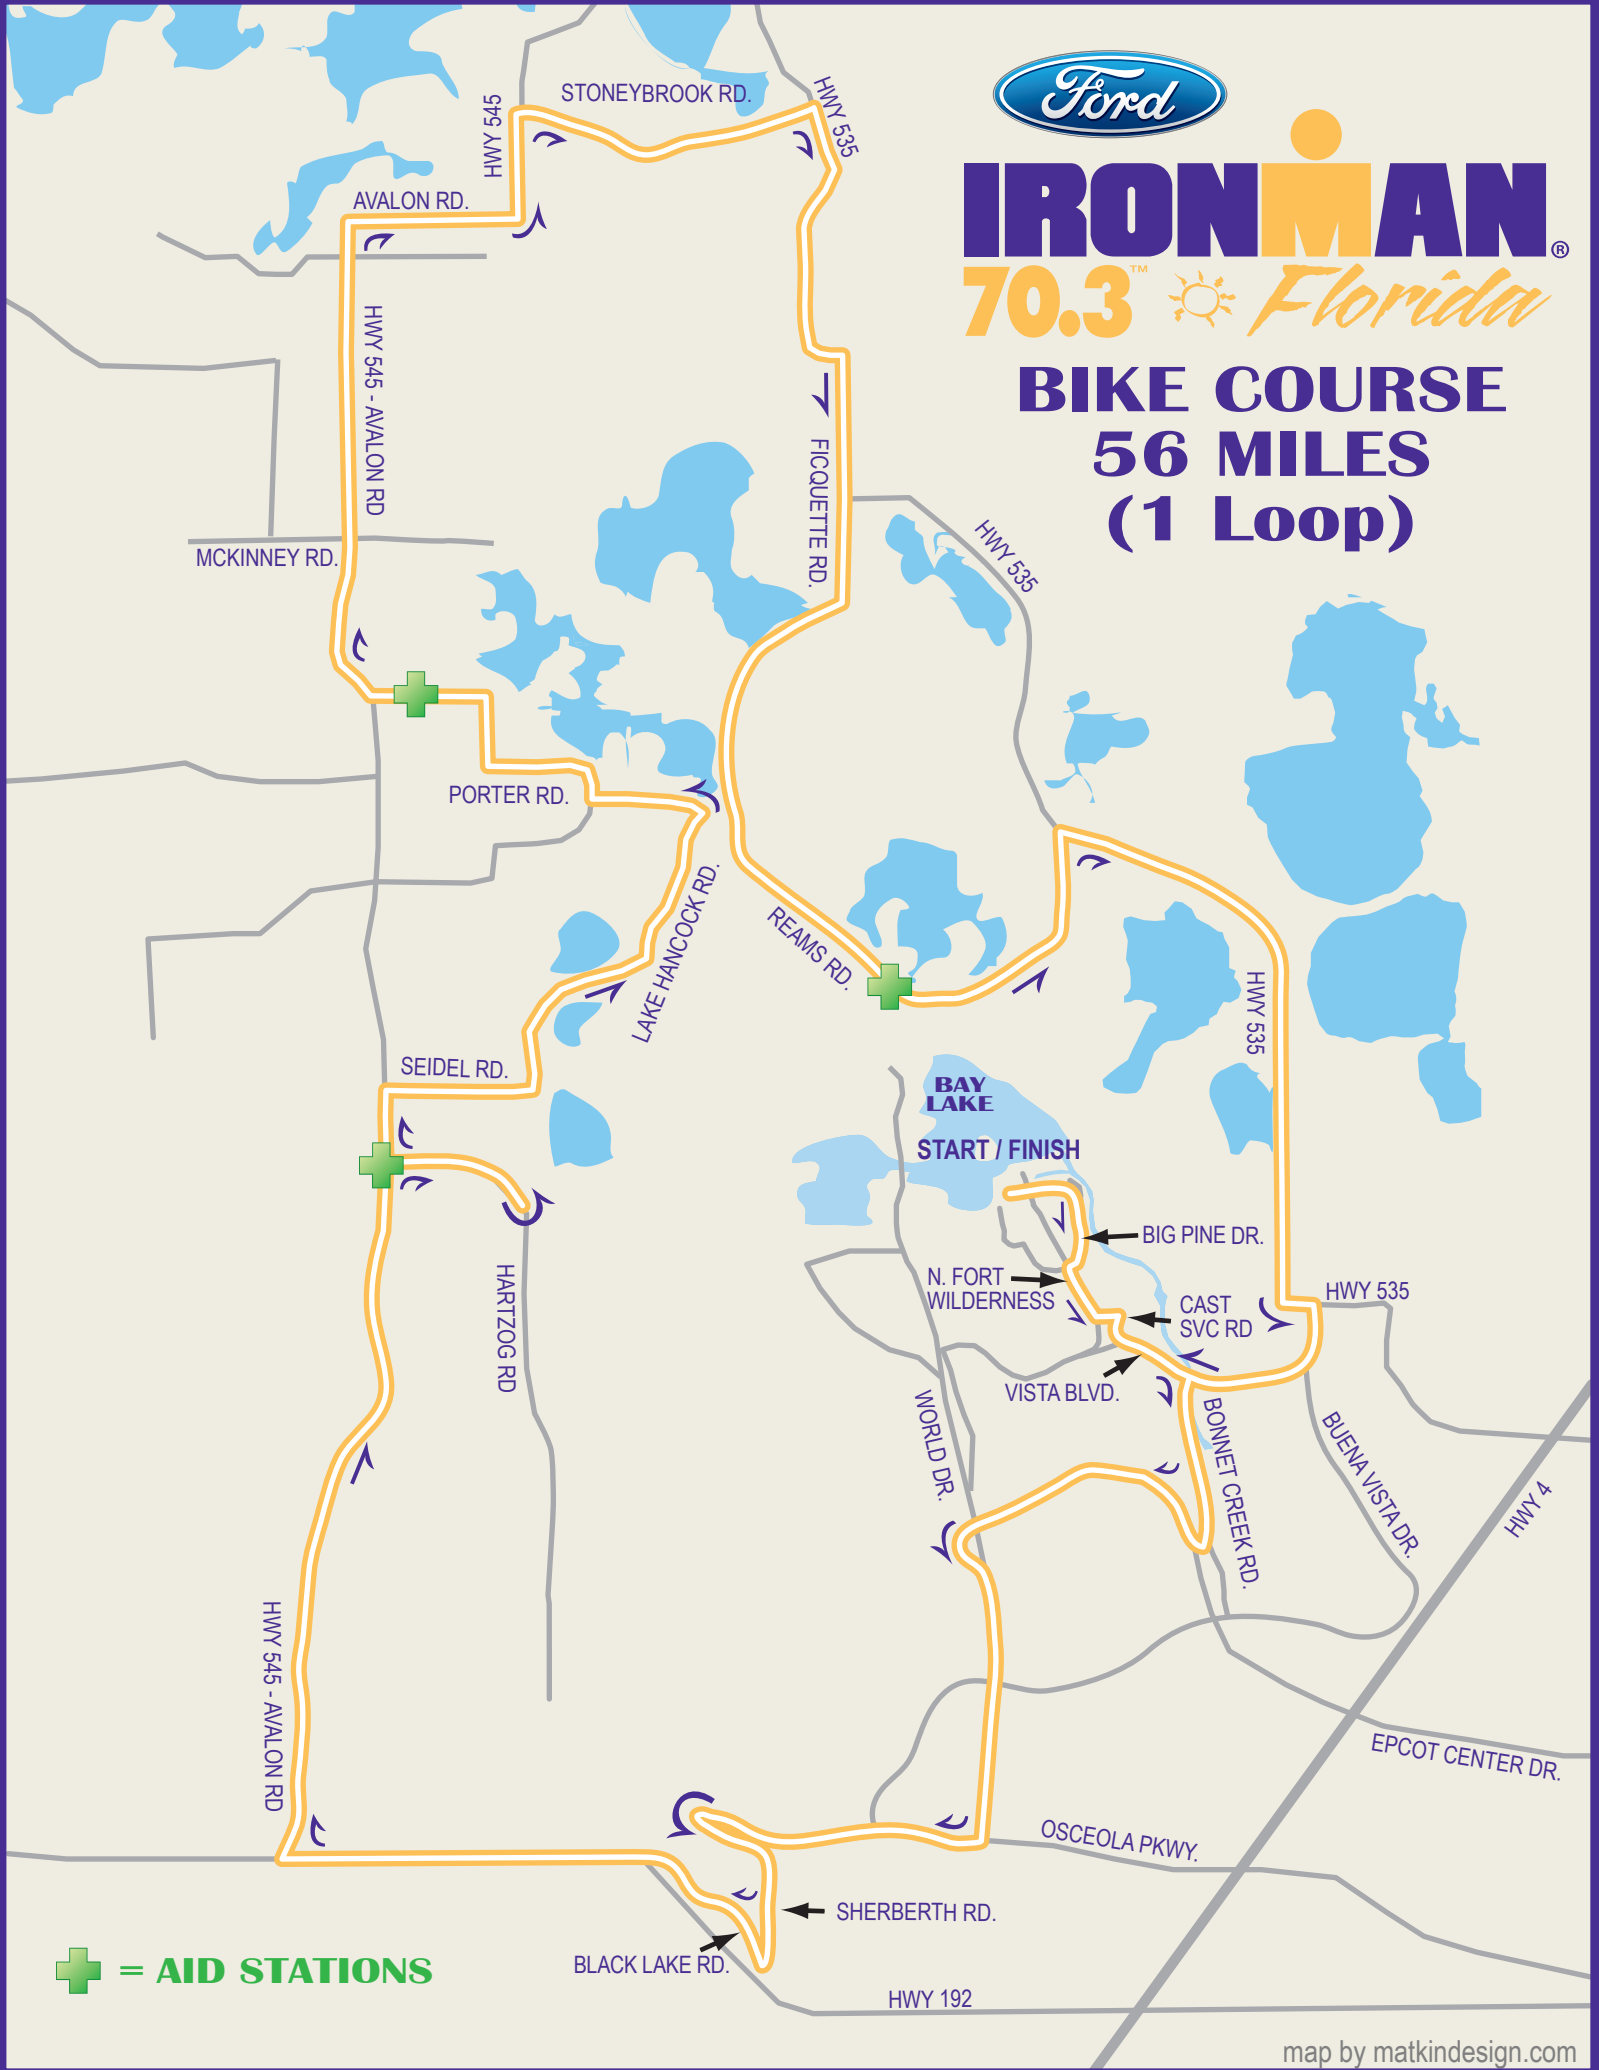 Ford
IRONMAN®
70.3™ Florida
BIKE COURSE
56 MILES
(1 Loop)
STONEYBROOK RD.
HWY 545
HWY 535
AVALON RD.
HWY 545 - AVALON RD
FICQUETTE RD.
HWY 535
MCKINNEY RD.
PORTER RD.
LAKE HANCOCK RD.
REAMS RD.
HWY 535
SEIDEL RD.
BAY
LAKE
START / FINISH
BIG PINE DR.
N. FORT
WILDERNESS
CAST
SVC RD
HWY 535
HARTZOG RD
VISTA BLVD.
WORLD DR.
BONNET CREEK RD.
BUENA VISTA DR.
HWY 4
HWY 545 - AVALON RD
EPCOT CENTER DR.
OSCEOLA PKWY.
SHERBERTH RD.
BLACK LAKE RD.
= AID STATIONS
HWY 192
map by matkindesign.com